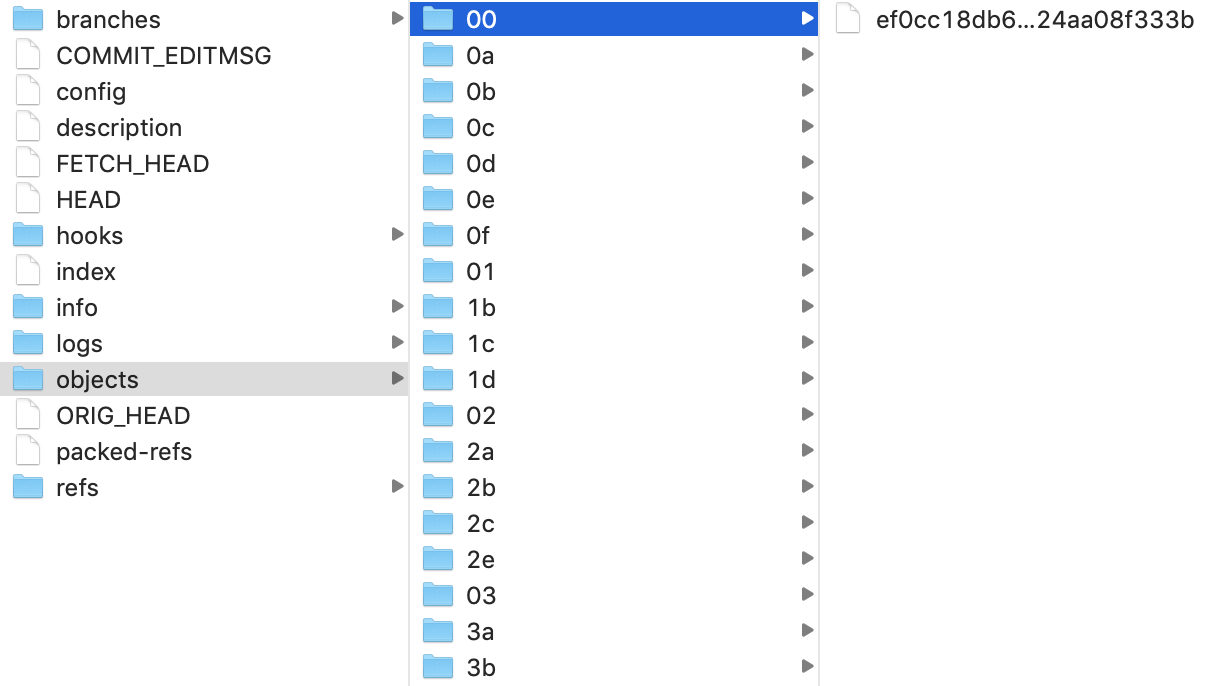 branches
COMMIT_EDITMSG
config
description
FETCH_HEAD
HEAD
hooks
index
info
logs
objects
ORIG_HEAD
packed-refs
refs
00
0a
0b
0c
0d
0e
0f
01
1b
1c
1d
02
2a
2b
2c
2e
03
3a
3b
ef0cc18db6...24aa08f333b